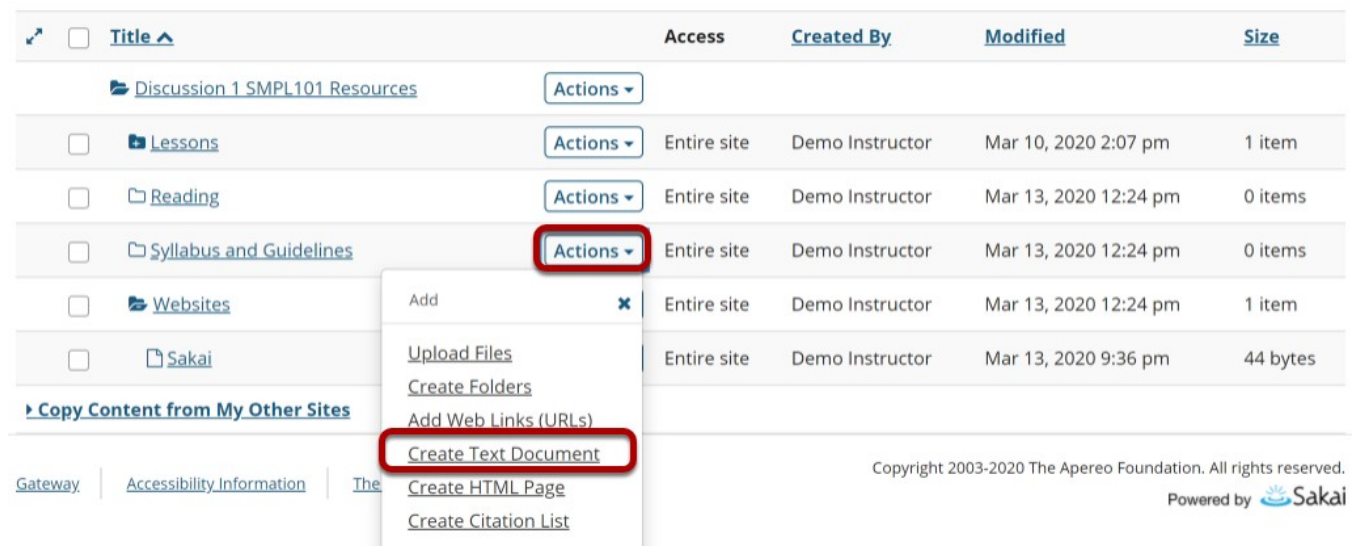 Title Access Created By Modified Size
Discussion 1 SMPL101 Resources Actions
Lessons Actions Entire site Demo Instructor Mar 10, 2020 2:07 pm 1 item
Reading Actions Entire site Demo Instructor Mar 13, 2020 12:24 pm 0 items
Syllabus and Guidelines Actions Entire site Demo Instructor Mar 13, 2020 12:24 pm 0 items
Websites Add Entire site Demo Instructor Mar 13, 2020 12:24 pm 1 item
Sakai Upload Files Entire site Demo Instructor Mar 13, 2020 9:36 pm 44 bytes
Create Folders
Copy Content from My Other Sites Add Web Links (URLs)
Create Text Document
Gateway Accessibility Information The Copyright 2003-2020 The Apereo Foundation. All rights reserved.
Create HTML Page Powered by Sakai
Create Citation List